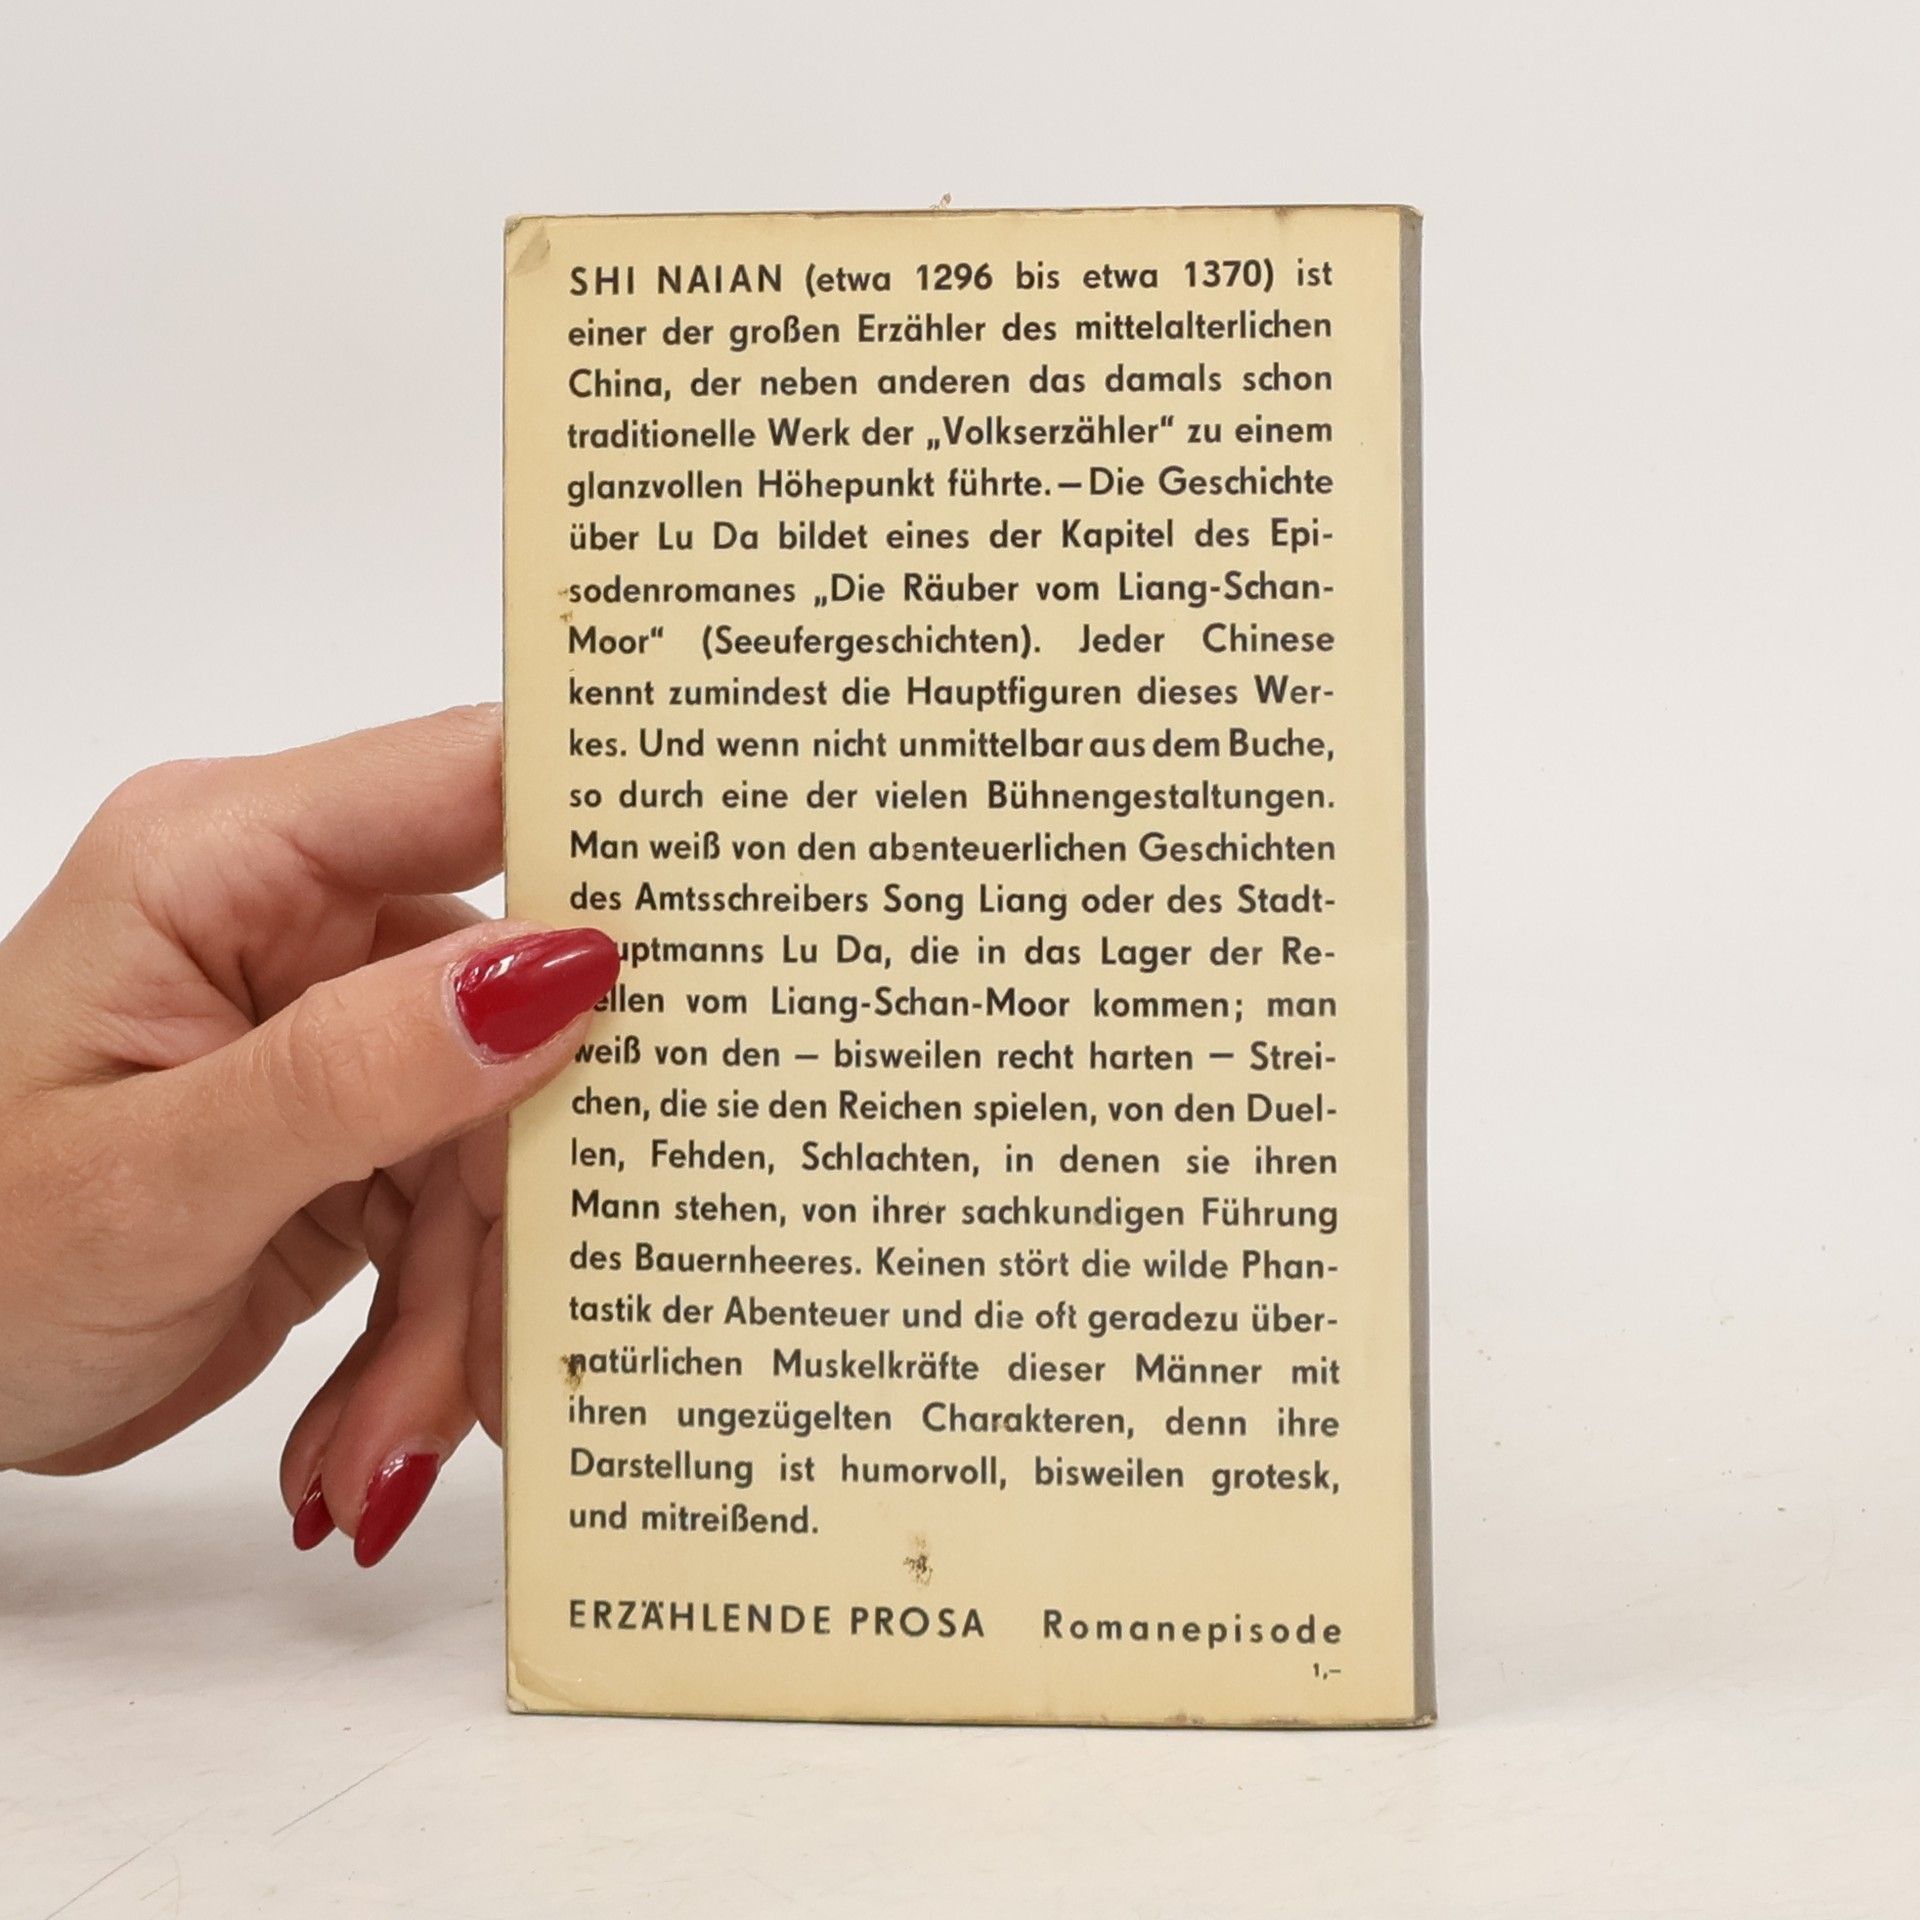 SHI NAIAN (etwa 1296 bis etwa 1370) ist
einer der großen Erzähler des mittelalterlichen
China, der neben anderen das damals schon
traditionelle Werk der „Volkserzähler“ zu einem
glanzvollen Höhepunkt führte. — Die Geschichte
über Lu Da bildet eines der Kapitel des Epi-
sodenromanes „Die Räuber vom Liang-Schan-
Moor“ (Seeufergeschichten). Jeder Chinese
kennt zumindest die Hauptfiguren dieses Wer-
kes. Und wenn nicht unmittelbar aus dem Buche,
so durch eine der vielen Bühnengestaltungen.
Man weiß von den abenteuerlichen Geschichten
des Amtsschreibers Song Liang oder des Stadt-
uptmanns Lu Da, die in das Lager der Re-
ellen vom Liang-Schan-Moor kommen; man
weiß von den — bisweilen recht harten — Strei-
chen, die sie den Reichen spielen, von den Duel-
len, Fehden, Schlachten, in denen sie ihren
Mann stehen, von ihrer sachkundigen Führung
des Bauernheeres. Keinen stört die wilde Phan-
tastik der Abenteuer und die oft geradezu über-
natürlichen Muskelkräfte dieser Männer mit
ihren ungezügelten Charakteren, denn ihre
Darstellung ist humorvoll, bisweilen grotesk,
und mitreißend.
ERZÄHLENDE PROSA Romanepisode
1,—